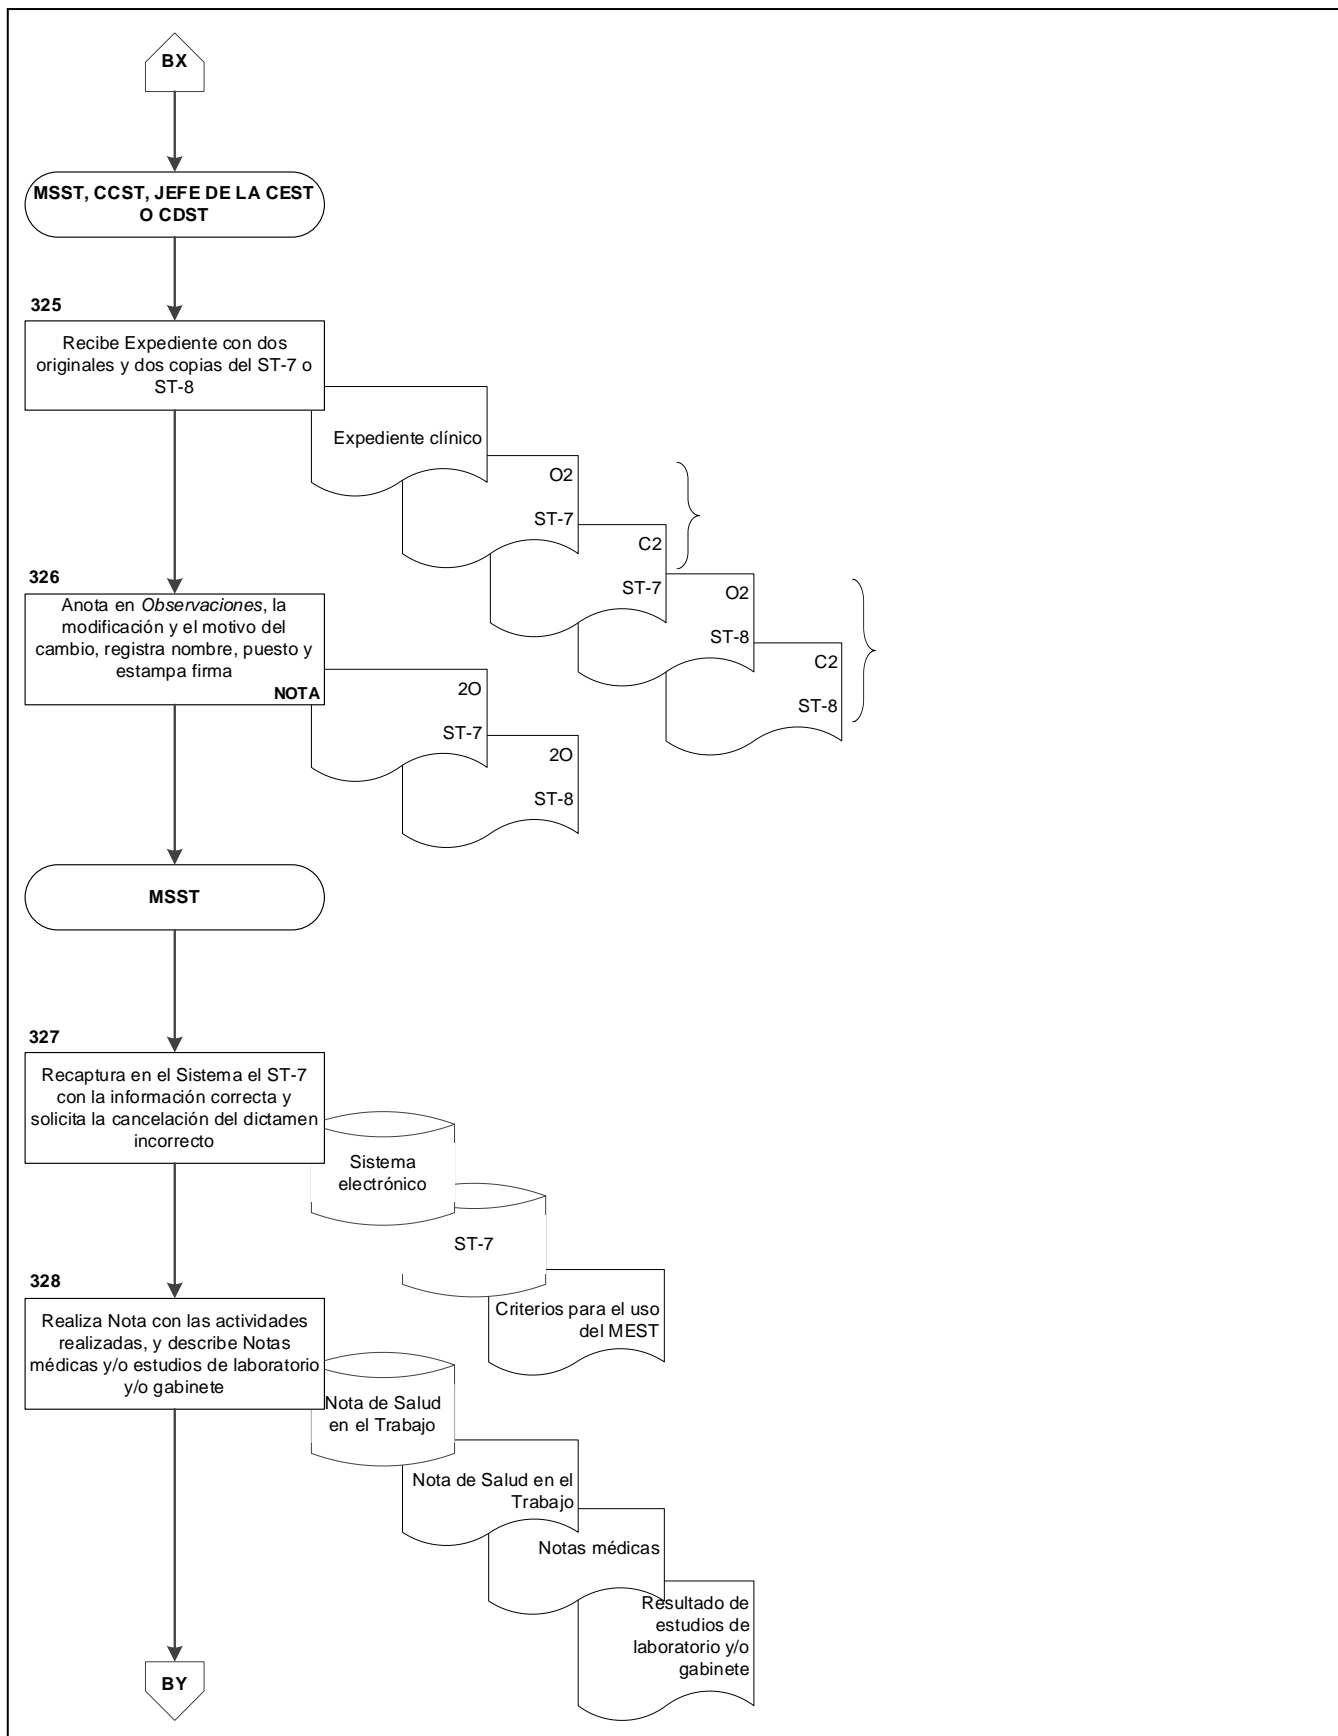 BX
MSST, CCST, JEFE DE LA CEST
O CDST
325
Recibe Expediente con dos
originales y dos copias del ST-7 o
ST-8
Expediente clínico
O2
ST-7
C2
ST-7
O2
ST-8
C2
ST-8
326
Anota en Observaciones, la
modificación y el motivo del
cambio, registra nombre, puesto y
estampa firma
NOTA
2O
ST-7
2O
ST-8
MSST
327
Recaptura en el Sistema el ST-7
con la información correcta y
solicita la cancelación del dictamen
incorrecto
Sistema
electrónico
ST-7
Criterios para el uso
del MEST
328
Realiza Nota con las actividades
realizadas, y describe Notas
médicas y/o estudios de laboratorio
y/o gabinete
Nota de Salud
en el Trabajo
Nota de Salud en el
Trabajo
Notas médicas
Resultado de
estudios de
laboratorio y/o
gabinete
BY